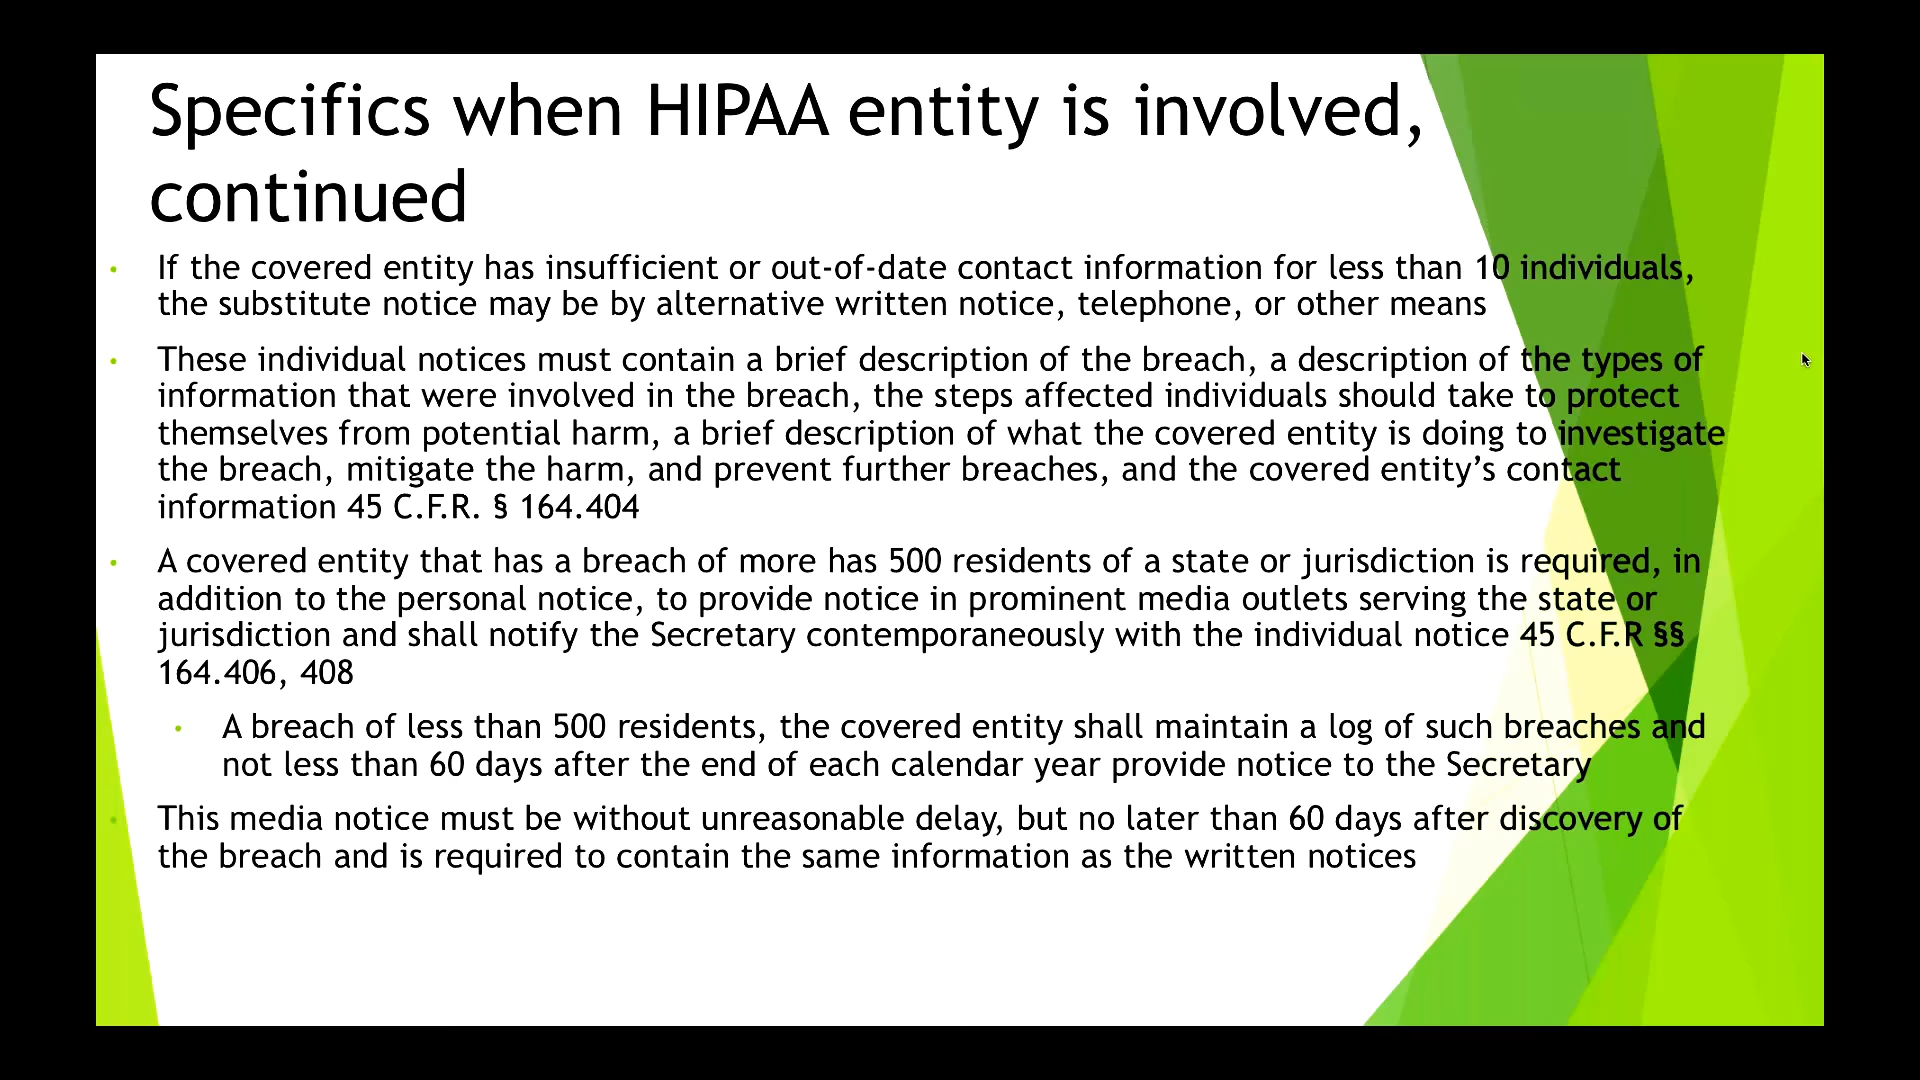 Specifics when HIPAA entity is involved,
continued
• If the covered entity has insufficient or out-of-date contact information for less than 10 individuals,
the substitute notice may be by alternative written notice, telephone, or other means
• These individual notices must contain a brief description of the breach, a description of the types of
information that were involved in the breach, the steps affected individuals should take to protect
themselves from potential harm, a brief description of what the covered entity is doing to investigate
the breach, mitigate the harm, and prevent further breaches, and the covered entity’s contact
information 45 C.F.R. § 164.404
• A covered entity that has a breach of more has 500 residents of a state or jurisdiction is required, in
addition to the personal notice, to provide notice in prominent media outlets serving the state or
jurisdiction and shall notify the Secretary contemporaneously with the individual notice 45 C.F.R §§
164.406, 408
• A breach of less than 500 residents, the covered entity shall maintain a log of such breaches and
not less than 60 days after the end of each calendar year provide notice to the Secretary
• This media notice must be without unreasonable delay, but no later than 60 days after discovery of
the breach and is required to contain the same information as the written notices